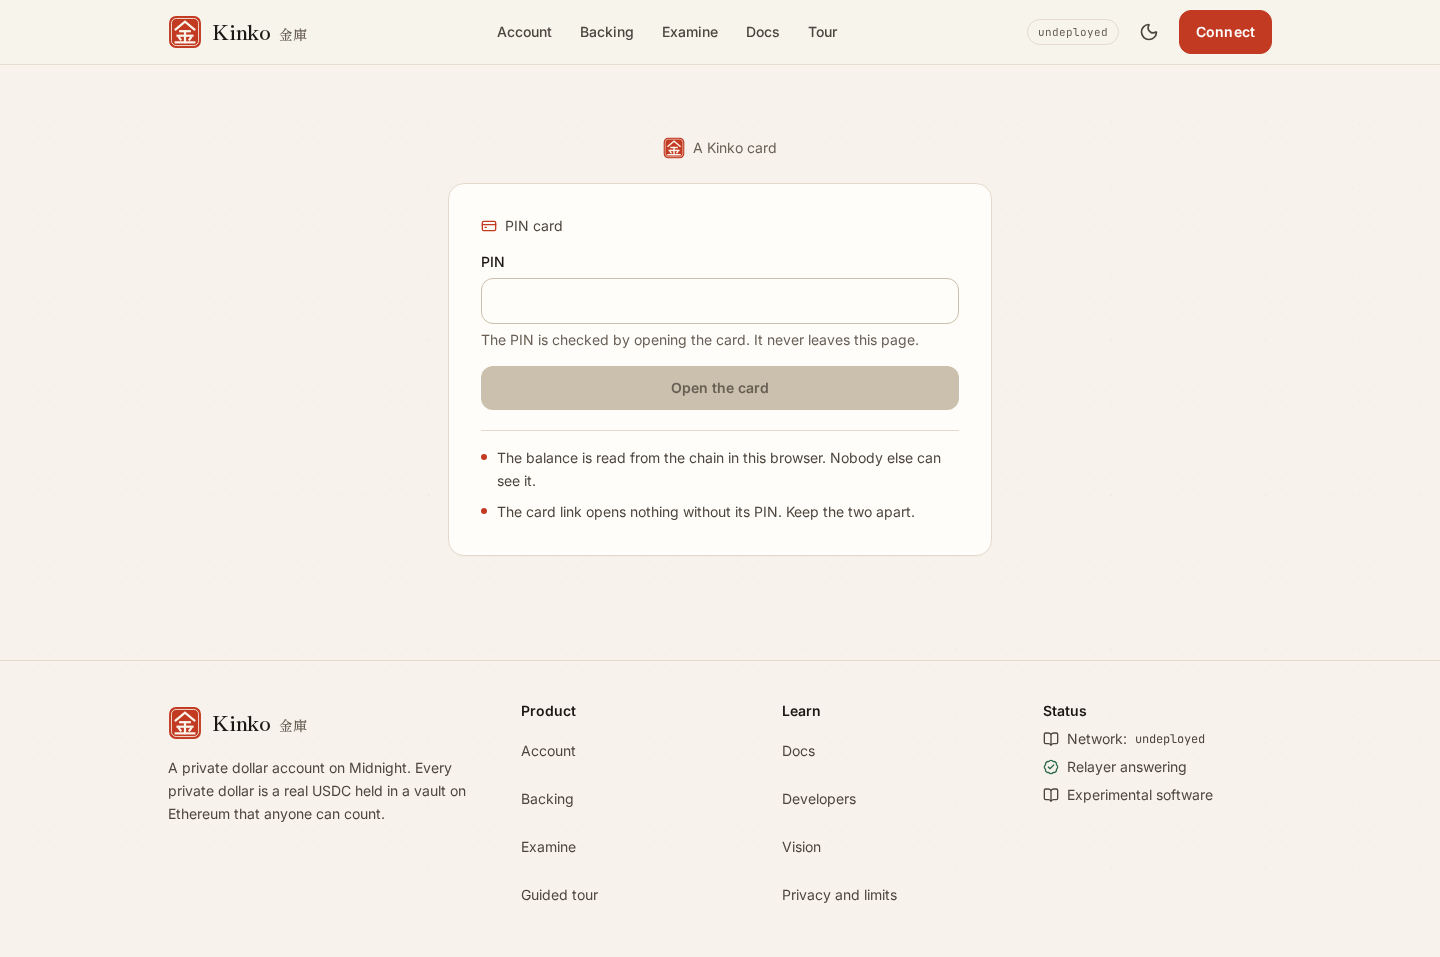 金 Kinko 金庫
Account Backing Examine Docs Tour
undeployed
Connect
金 A Kinko card
PIN card
PIN
The PIN is checked by opening the card. It never leaves this page.
Open the card
The balance is read from the chain in this browser. Nobody else can
see it.
The card link opens nothing without its PIN. Keep the two apart.
金 Kinko 金庫
A private dollar account on Midnight. Every
private dollar is a real USDC held in a vault on
Ethereum that anyone can count.
Product
Account
Backing
Examine
Guided tour
Learn
Docs
Developers
Vision
Privacy and limits
Status
Network: undeployed
Relayer answering
Experimental software